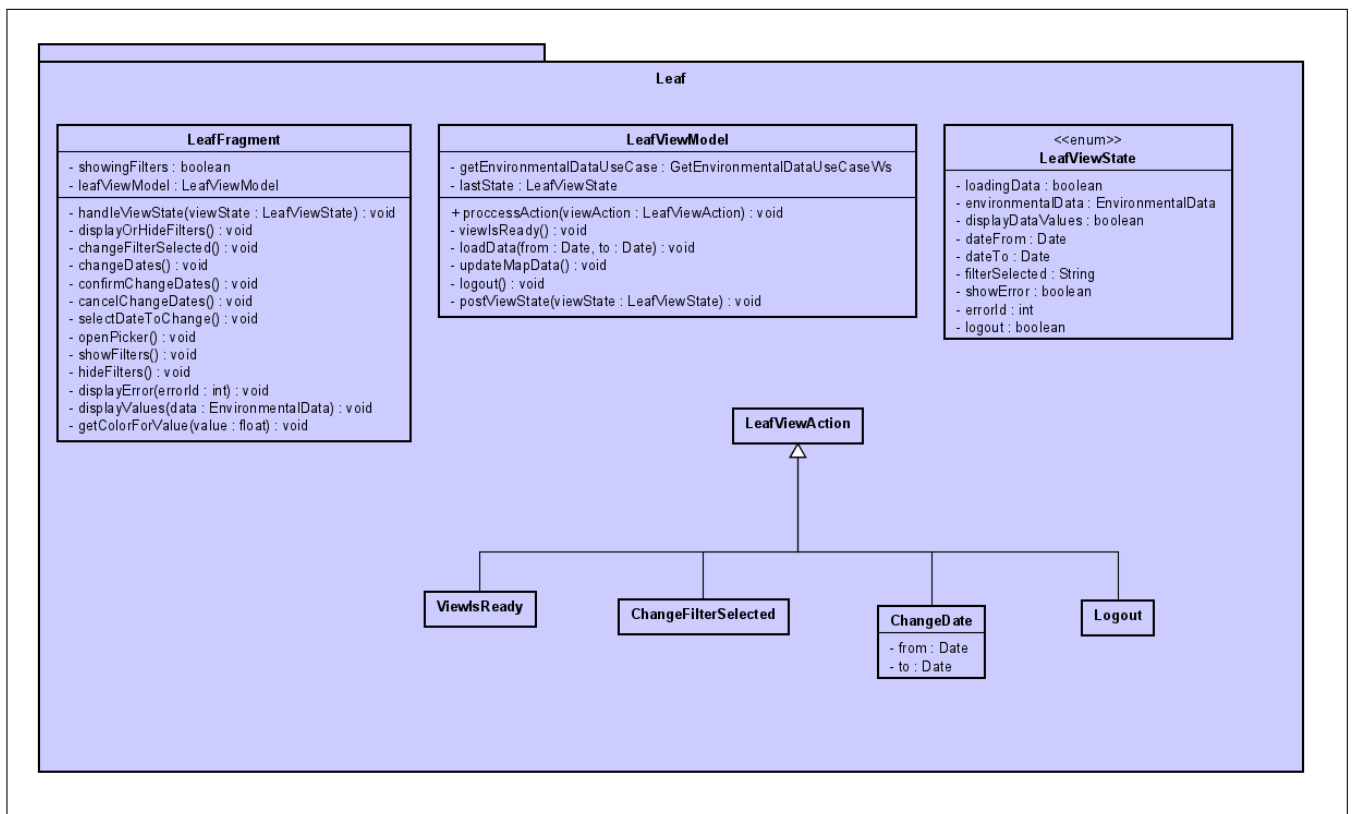 Leaf
LeafFragment
- showingFilters : boolean
- leafViewModel : LeafViewModel
- handleViewState(viewState : LeafViewState) : void
- displayOrHideFilters() : void
- changeFilterSelected() : void
- changeDates() : void
- confirmChangeDates() : void
- cancelChangeDates() : void
- selectDateToChange() : void
- openPicker() : void
- showFilters() : void
- hideFilters() : void
- displayError(errorId : int) : void
- displayValues(data : EnvironmentalData) : void
- getColorForValue(value : float) : void
LeafViewModel
- getEnvironmentalDataUseCase : GetEnvironmentalDataUseCaseWs
- lastState : LeafViewState
+ proccessAction(viewAction : LeafViewAction) : void
- viewIsReady() : void
- loadData(from : Date, to : Date) : void
- updateMapData() : void
- logout() : void
- postViewState(viewState : LeafViewState) : void
<<enum>>
LeafViewState
- loadingData : boolean
- environmentalData : EnvironmentalData
- displayDataValues : boolean
- dateFrom : Date
- dateTo : Date
- filterSelected : String
- showError : boolean
- errorId : int
- logout : boolean
LeafViewAction
ViewIsReady
ChangeFilterSelected
ChangeDate
- from : Date
- to : Date
Logout